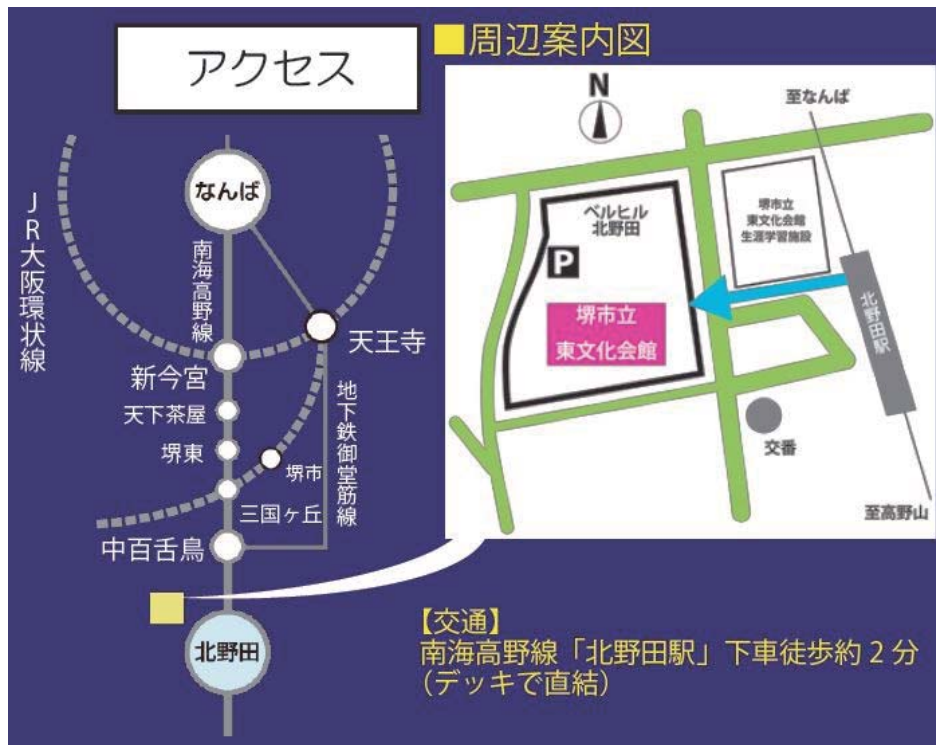 アクセス
■周辺案内図
JR大阪環状線
なんば
南海高野線
天王寺
新今宮
天下茶屋
堺東
堺市
地下鉄御堂筋線
三国ヶ丘
中百舌鳥
北野田
N
至なんば
ベルヒル
北野田
P
堺市立
東文化会館
堺市立
東文化会館
生涯学習施設
北野田駅
交番
至高野山
【交通】
南海高野線「北野田駅」下車徒歩約2分
(デッキで直結)